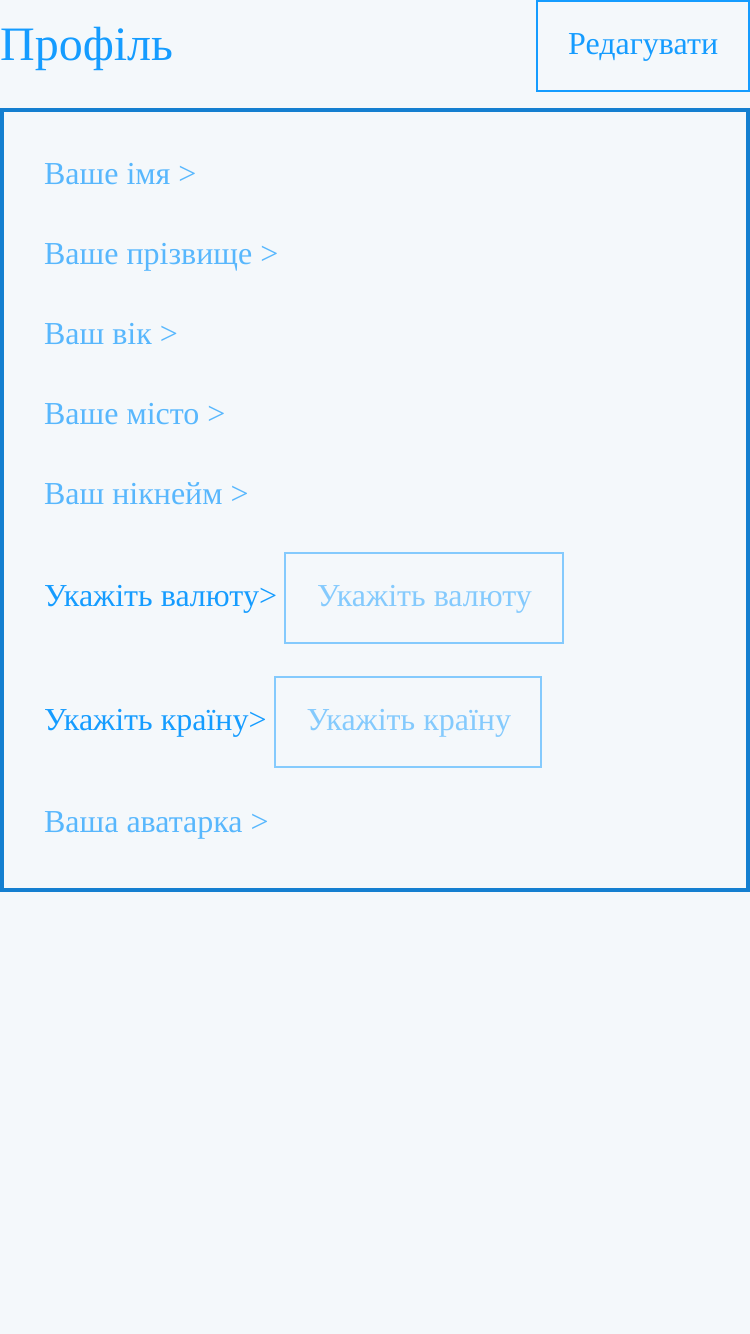 Профіль
Редагувати
Ваше імя >
Ваше прізвище >
Ваш вік >
Ваше місто >
Ваш нікнейм >
Укажіть валюту> Укажіть валюту
Укажіть країну> Укажіть країну
Ваша аватарка >